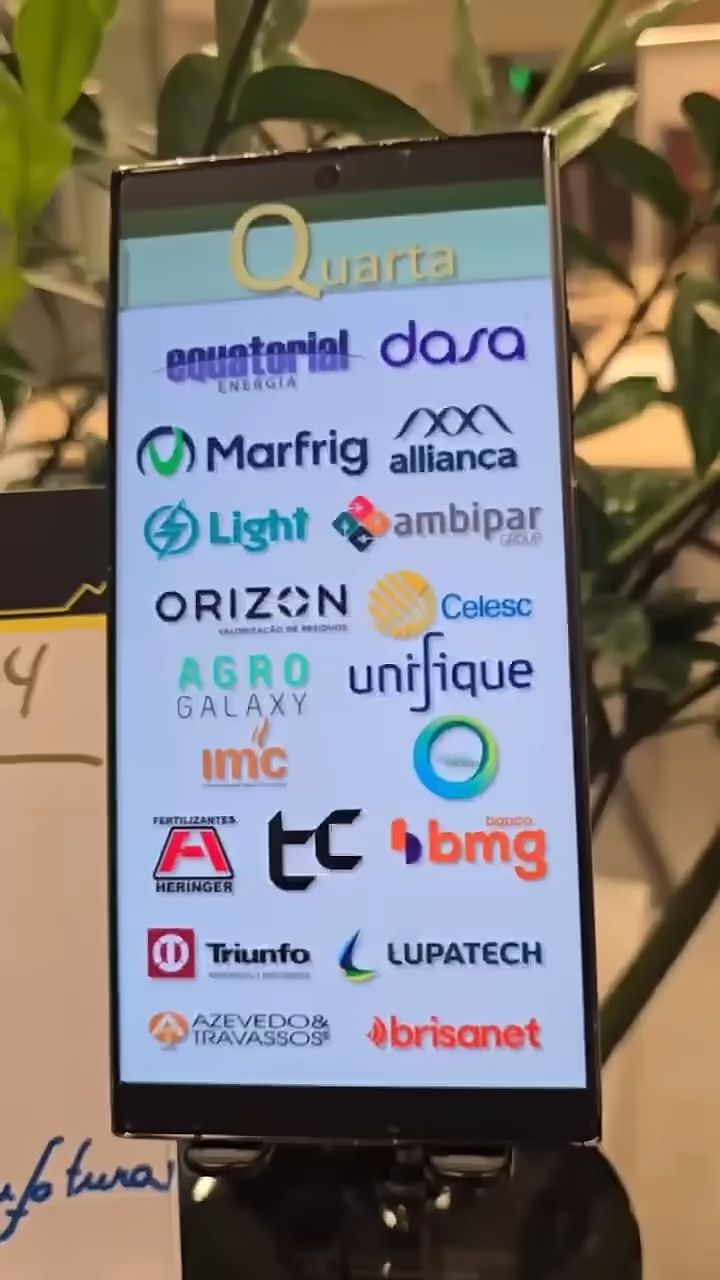 Quarta
equatorial dasa
ENERGIA
Marfrig allianca
Light ambipar
GROUP
ORIZON Celesc
VALORIZAÇÃO DE RESÍDUOS
AGRO GALAXY unifique
imc
FERTILIZANTES HERINGER tc banco bmg
Triunfo LUPATECH
AZEVEDO& TRAVASSOS brisanet
4